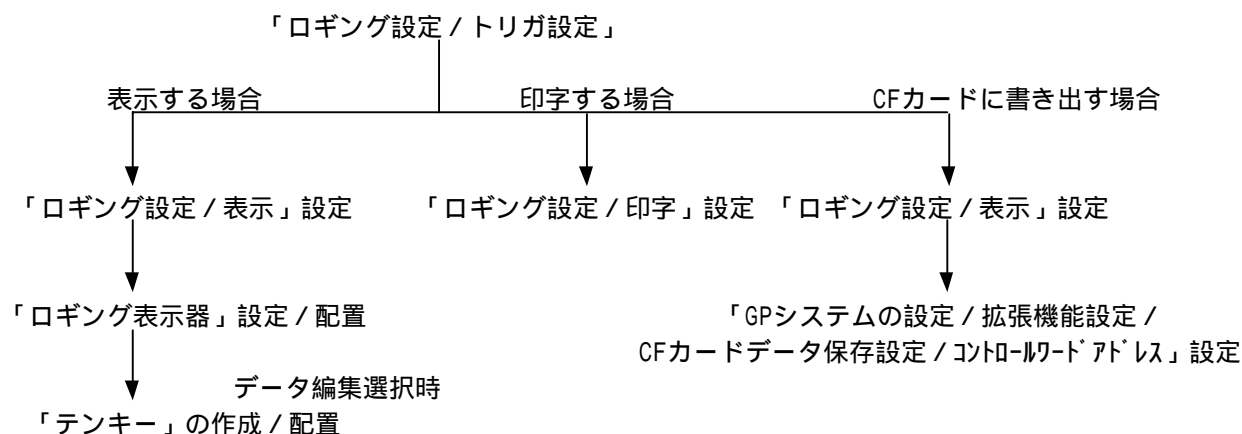 「ロギング設定／トリガ設定」
表示する場合
印字する場合
CFカードに書き出す場合
「ロギング設定／表示」設定
「ロギング設定／印字」設定
「ロギング設定／表示」設定
「ロギング表示器」設定／配置
「GPシステムの設定／拡張機能設定／
CFカードデータ保存設定／ｺﾝﾄﾛｰﾙﾜｰﾄﾞｱﾄﾞﾚｽ」設定
データ編集選択時
「テンキー」の作成／配置